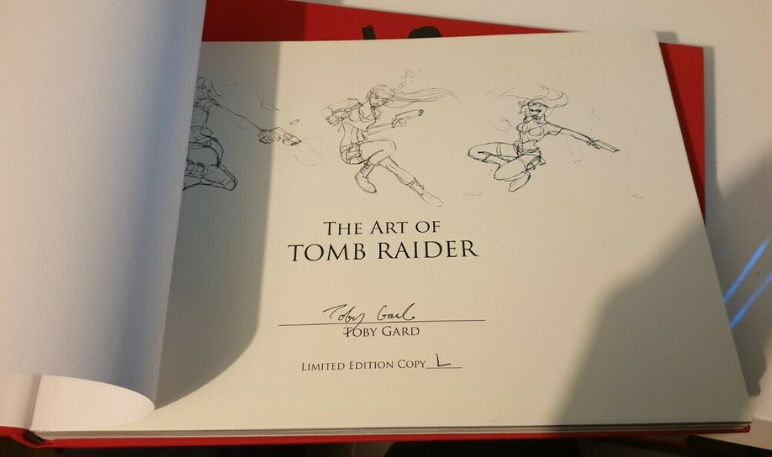 THE ART OF
TOMB RAIDER
Toby Gard
TOBY GARD
LIMITED EDITION COPY L